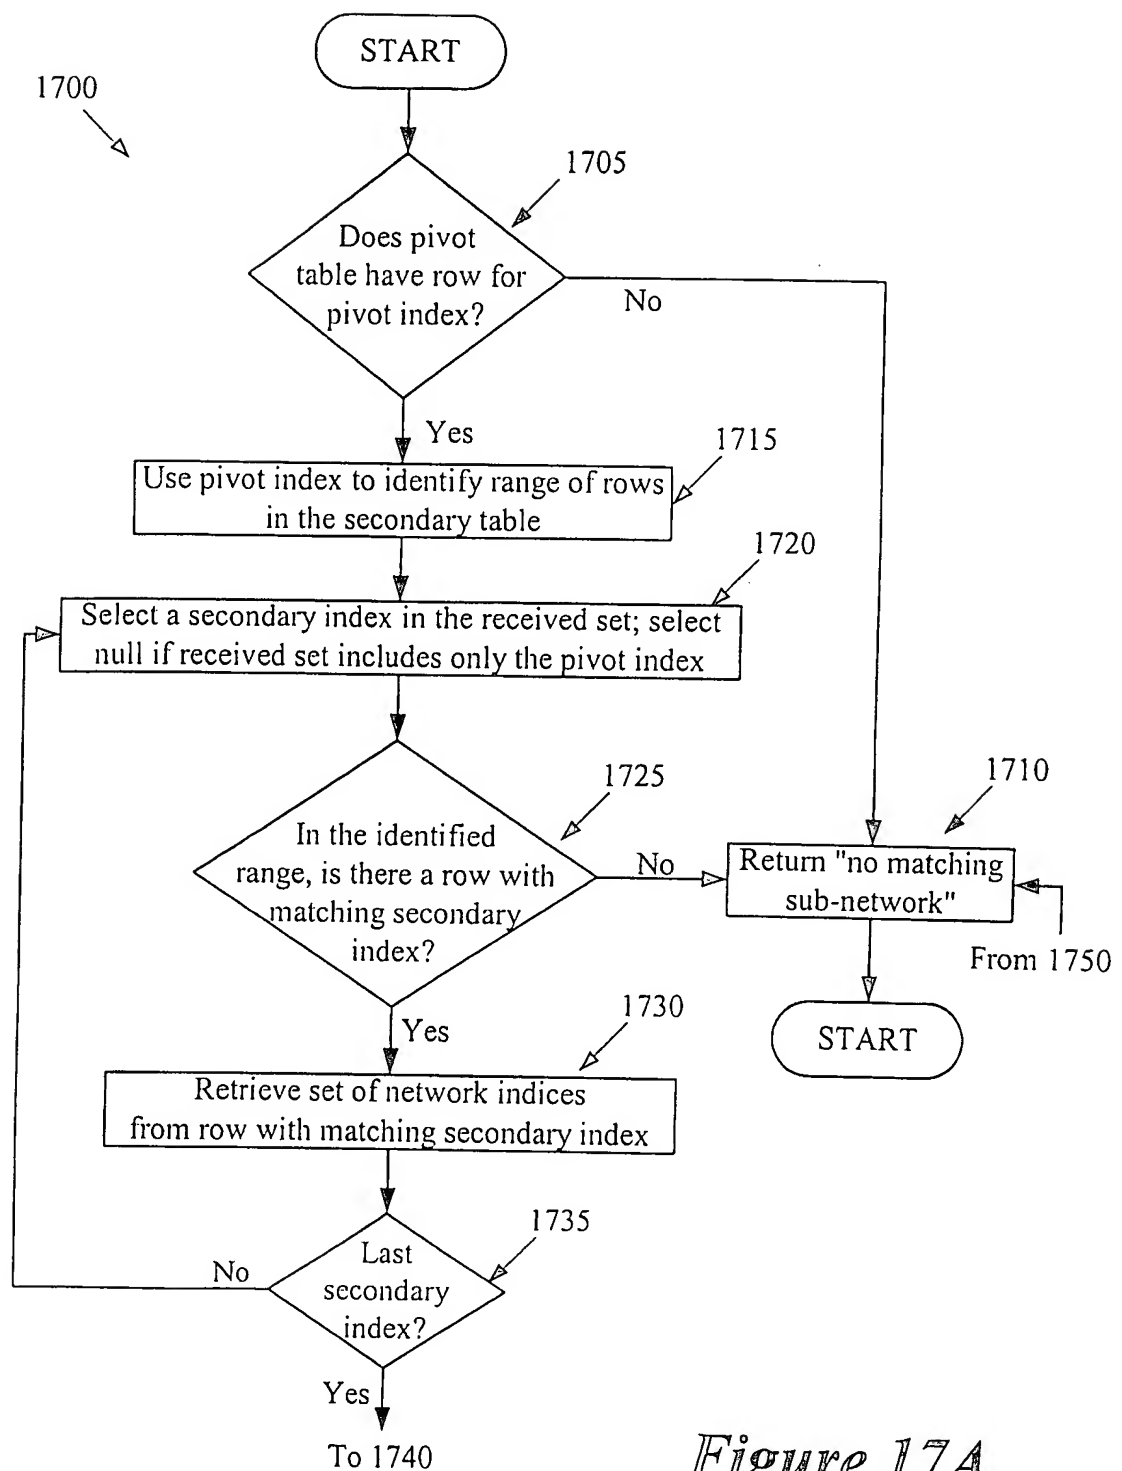 START
1700
1705
Does pivot
table have row for
pivot index?
No
Yes
1715
Use pivot index to identify range of rows
in the secondary table
1720
Select a secondary index in the received set; select
null if received set includes only the pivot index
1725
In the identified
range, is there a row with
matching secondary
index?
No
1710
Return "no matching
sub-network"
From 1750
START
Yes
1730
Retrieve set of network indices
from row with matching secondary index
1735
Last
secondary
index?
No
Yes
To 1740
Figure 17A